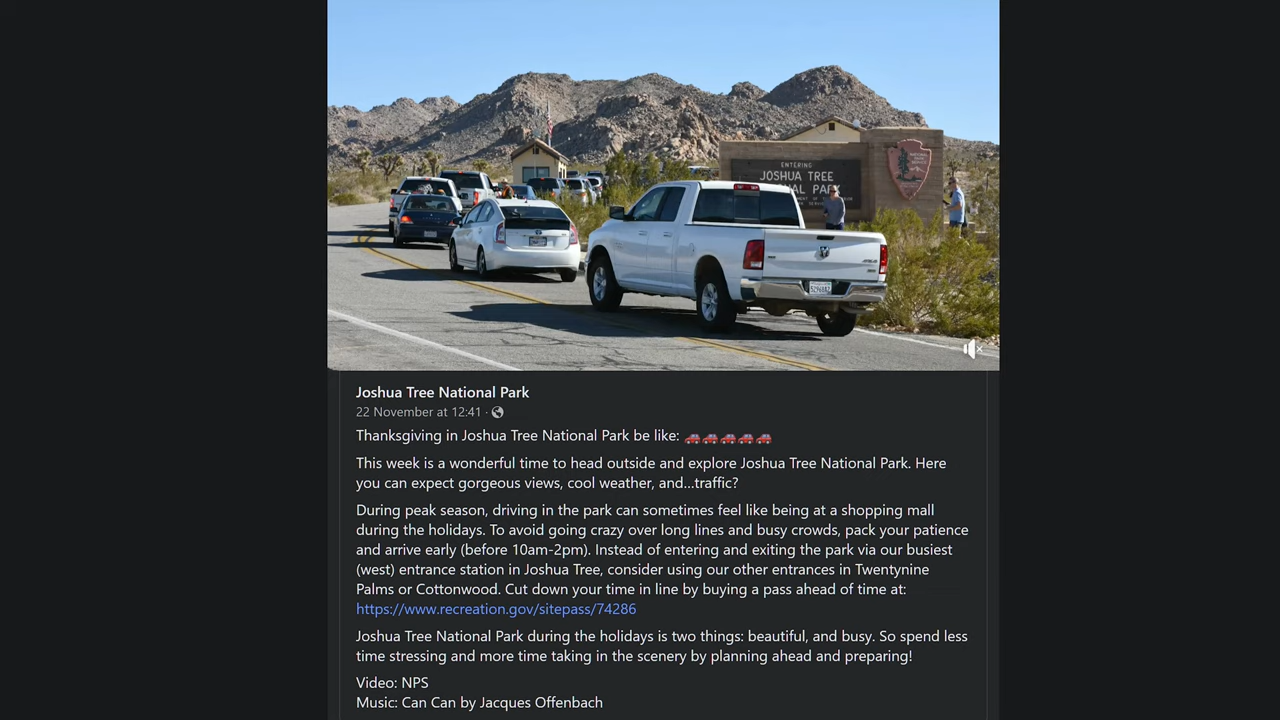 ENTERING
JOSHUA TREE
Joshua Tree National Park
22 November at 12:41 ·
Thanksgiving in Joshua Tree National Park be like: 🚗🚗🚗🚗🚗
This week is a wonderful time to head outside and explore Joshua Tree National Park. Here
you can expect gorgeous views, cool weather, and...traffic?
During peak season, driving in the park can sometimes feel like being at a shopping mall
during the holidays. To avoid going crazy over long lines and busy crowds, pack your patience
and arrive early (before 10am-2pm). Instead of entering and exiting the park via our busiest
(west) entrance station in Joshua Tree, consider using our other entrances in Twentynine
Palms or Cottonwood. Cut down your time in line by buying a pass ahead of time at:
https://www.recreation.gov/sitepass/74286
Joshua Tree National Park during the holidays is two things: beautiful, and busy. So spend less
time stressing and more time taking in the scenery by planning ahead and preparing!
Video: NPS
Music: Can Can by Jacques Offenbach